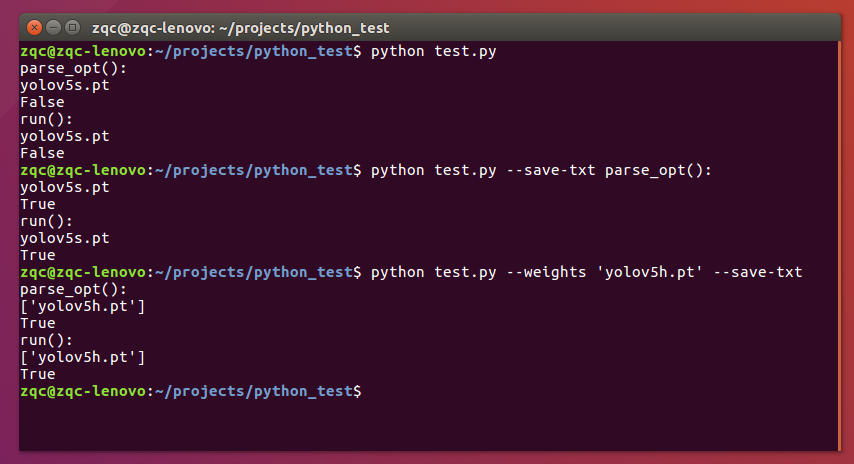 zqc@zqc-lenovo: ~/projects/python_test
zqc@zqc-lenovo:~/projects/python_test$ python test.py
parse_opt():
yolov5s.pt
False
run():
yolov5s.pt
False
zqc@zqc-lenovo:~/projects/python_test$ python test.py --save-txt parse_opt():
yolov5s.pt
True
run():
yolov5s.pt
True
zqc@zqc-lenovo:~/projects/python_test$ python test.py --weights 'yolov5h.pt' --save-txt
parse_opt():
['yolov5h.pt']
True
run():
['yolov5h.pt']
True
zqc@zqc-lenovo:~/projects/python_test$